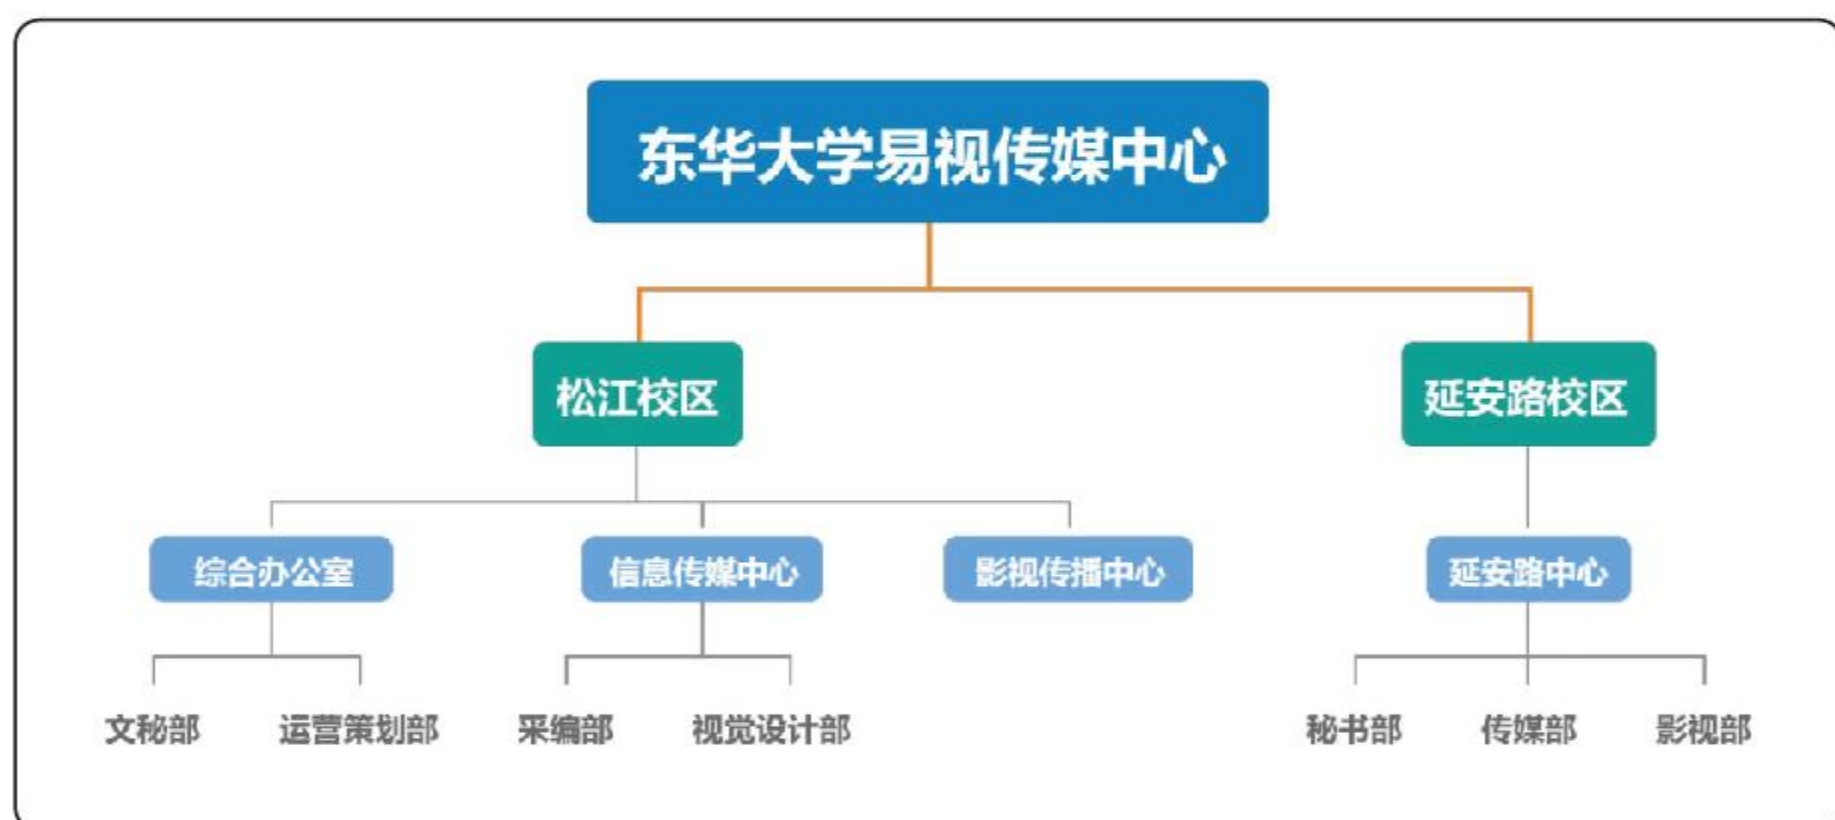 东华大学易视传媒中心
松江校区
延安路校区
综合办公室
信息传媒中心
影视传播中心
延安路中心
文秘部
运营策划部
采编部
视觉设计部
秘书部
传媒部
影视部